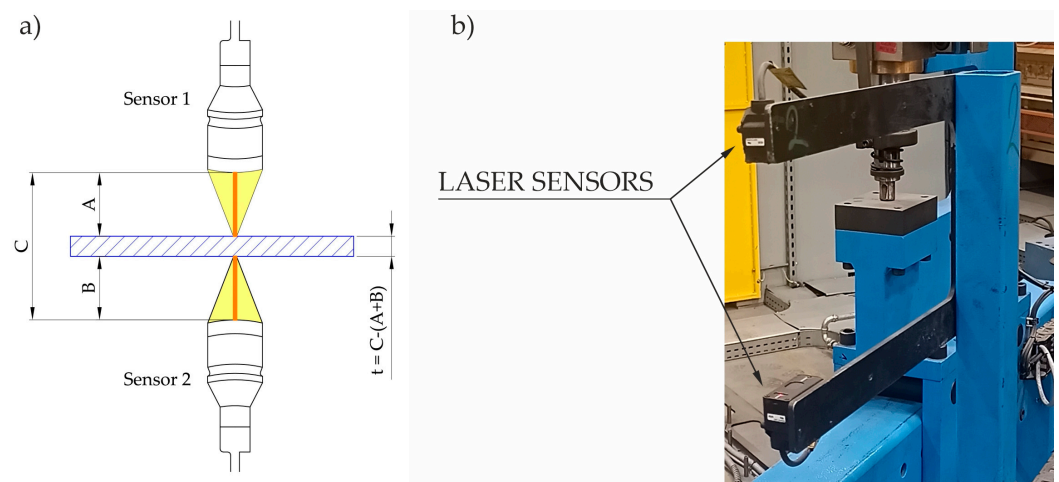 a)
Sensor 1
A
C
B
t = C-(A+B)
Sensor 2
b)
LASER SENSORS